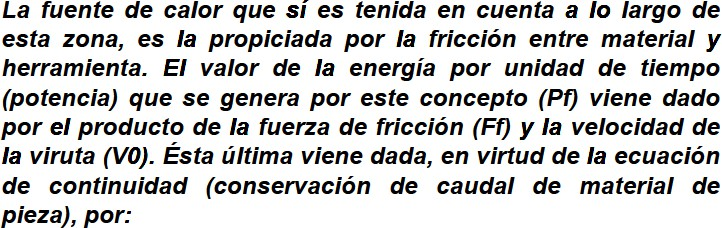 La fuente de calor que sí es tenida en cuenta a lo largo de
esta zona, es la propiciada por la fricción entre material y
herramienta. El valor de la energía por unidad de tiempo
(potencia) que se genera por este concepto (Pf) viene dado
por el producto de la fuerza de fricción (Ff) y la velocidad de
la viruta (V0). Ésta última viene dada, en virtud de la ecuación
de continuidad (conservación de caudal de material de
pieza), por: